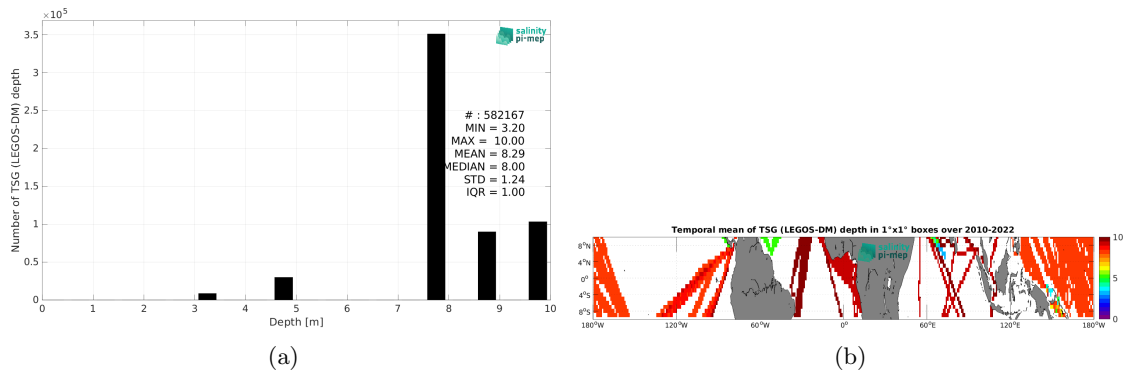 ×10⁵
salinity
pi-mep
3.5
3
2.5
2
1.5
1
0.5
0
Number of TSG (LEGOS-DM) depth
# : 582167
MIN = 3.20
MAX = 10.00
MEAN = 8.29
MEDIAN = 8.00
STD = 1.24
IQR = 1.00
0 1 2 3 4 5 6 7 8 9 10
Depth [m]
(a)
Temporal mean of TSG (LEGOS-DM) depth in 1°x1° boxes over 2010-2022
salinity
pi-mep
8°N
4°N
0°
4°S
8°S
180°W 120°W 60°W 0° 60°E 120°E 180°W
10
8
6
4
2
0
(b)